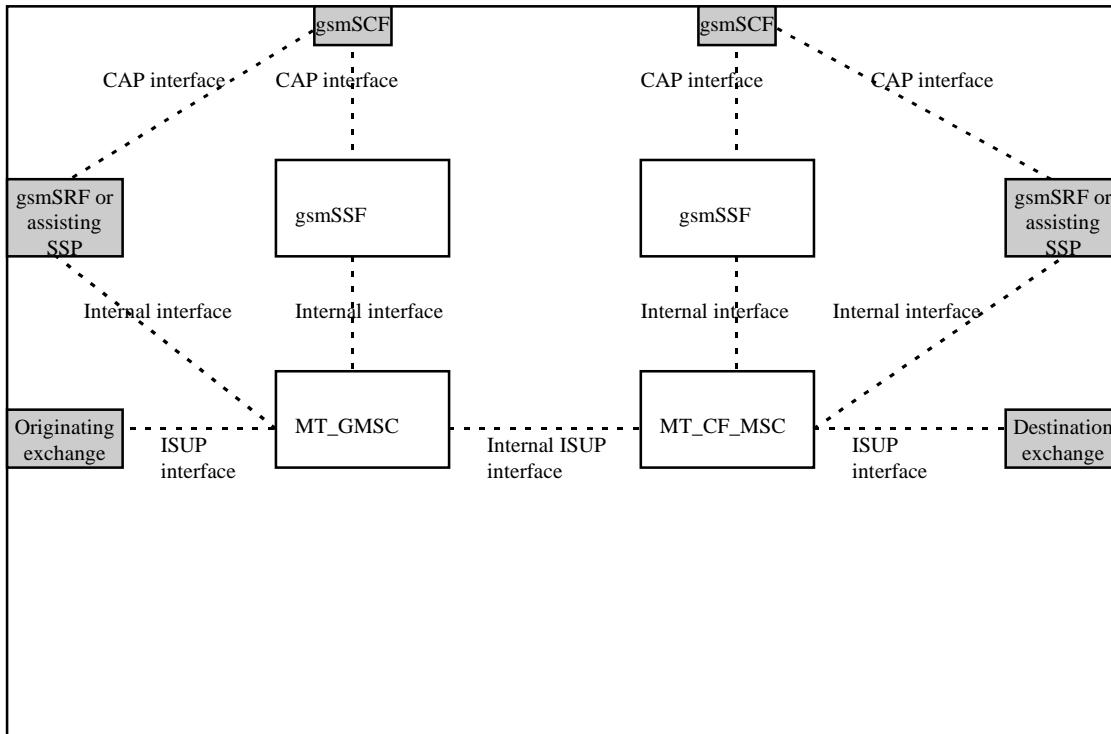 gsmSCF
gsmSCF
CAP interface
CAP interface
CAP interface
CAP interface
gsmSRF or
assisting
SSP
gsmSSF
gsmSSF
gsmSRF or
assisting
SSP
Internal interface
Internal interface
Internal interface
Internal interface
Originating
exchange
ISUP
interface
MT_GMSC
Internal ISUP
interface
MT_CF_MSC
ISUP
interface
Destination
exchange